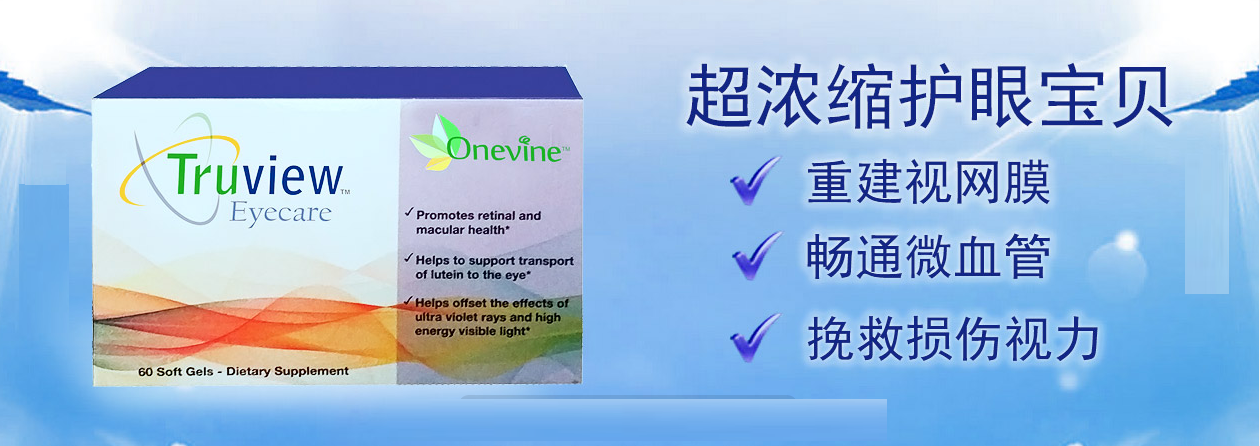 Truview™
Eyecare
60 Soft Gels - Dietary Supplement
Onevine™
✓Promotes retinal and
macular health*
✓Helps to support transport
of lutein to the eye*
✓Helps offset the effects of
ultra violet rays and high
energy visible light*
超浓缩护眼宝贝
✓ 重建视网膜
✓ 畅通微血管
✓ 挽救损伤视力